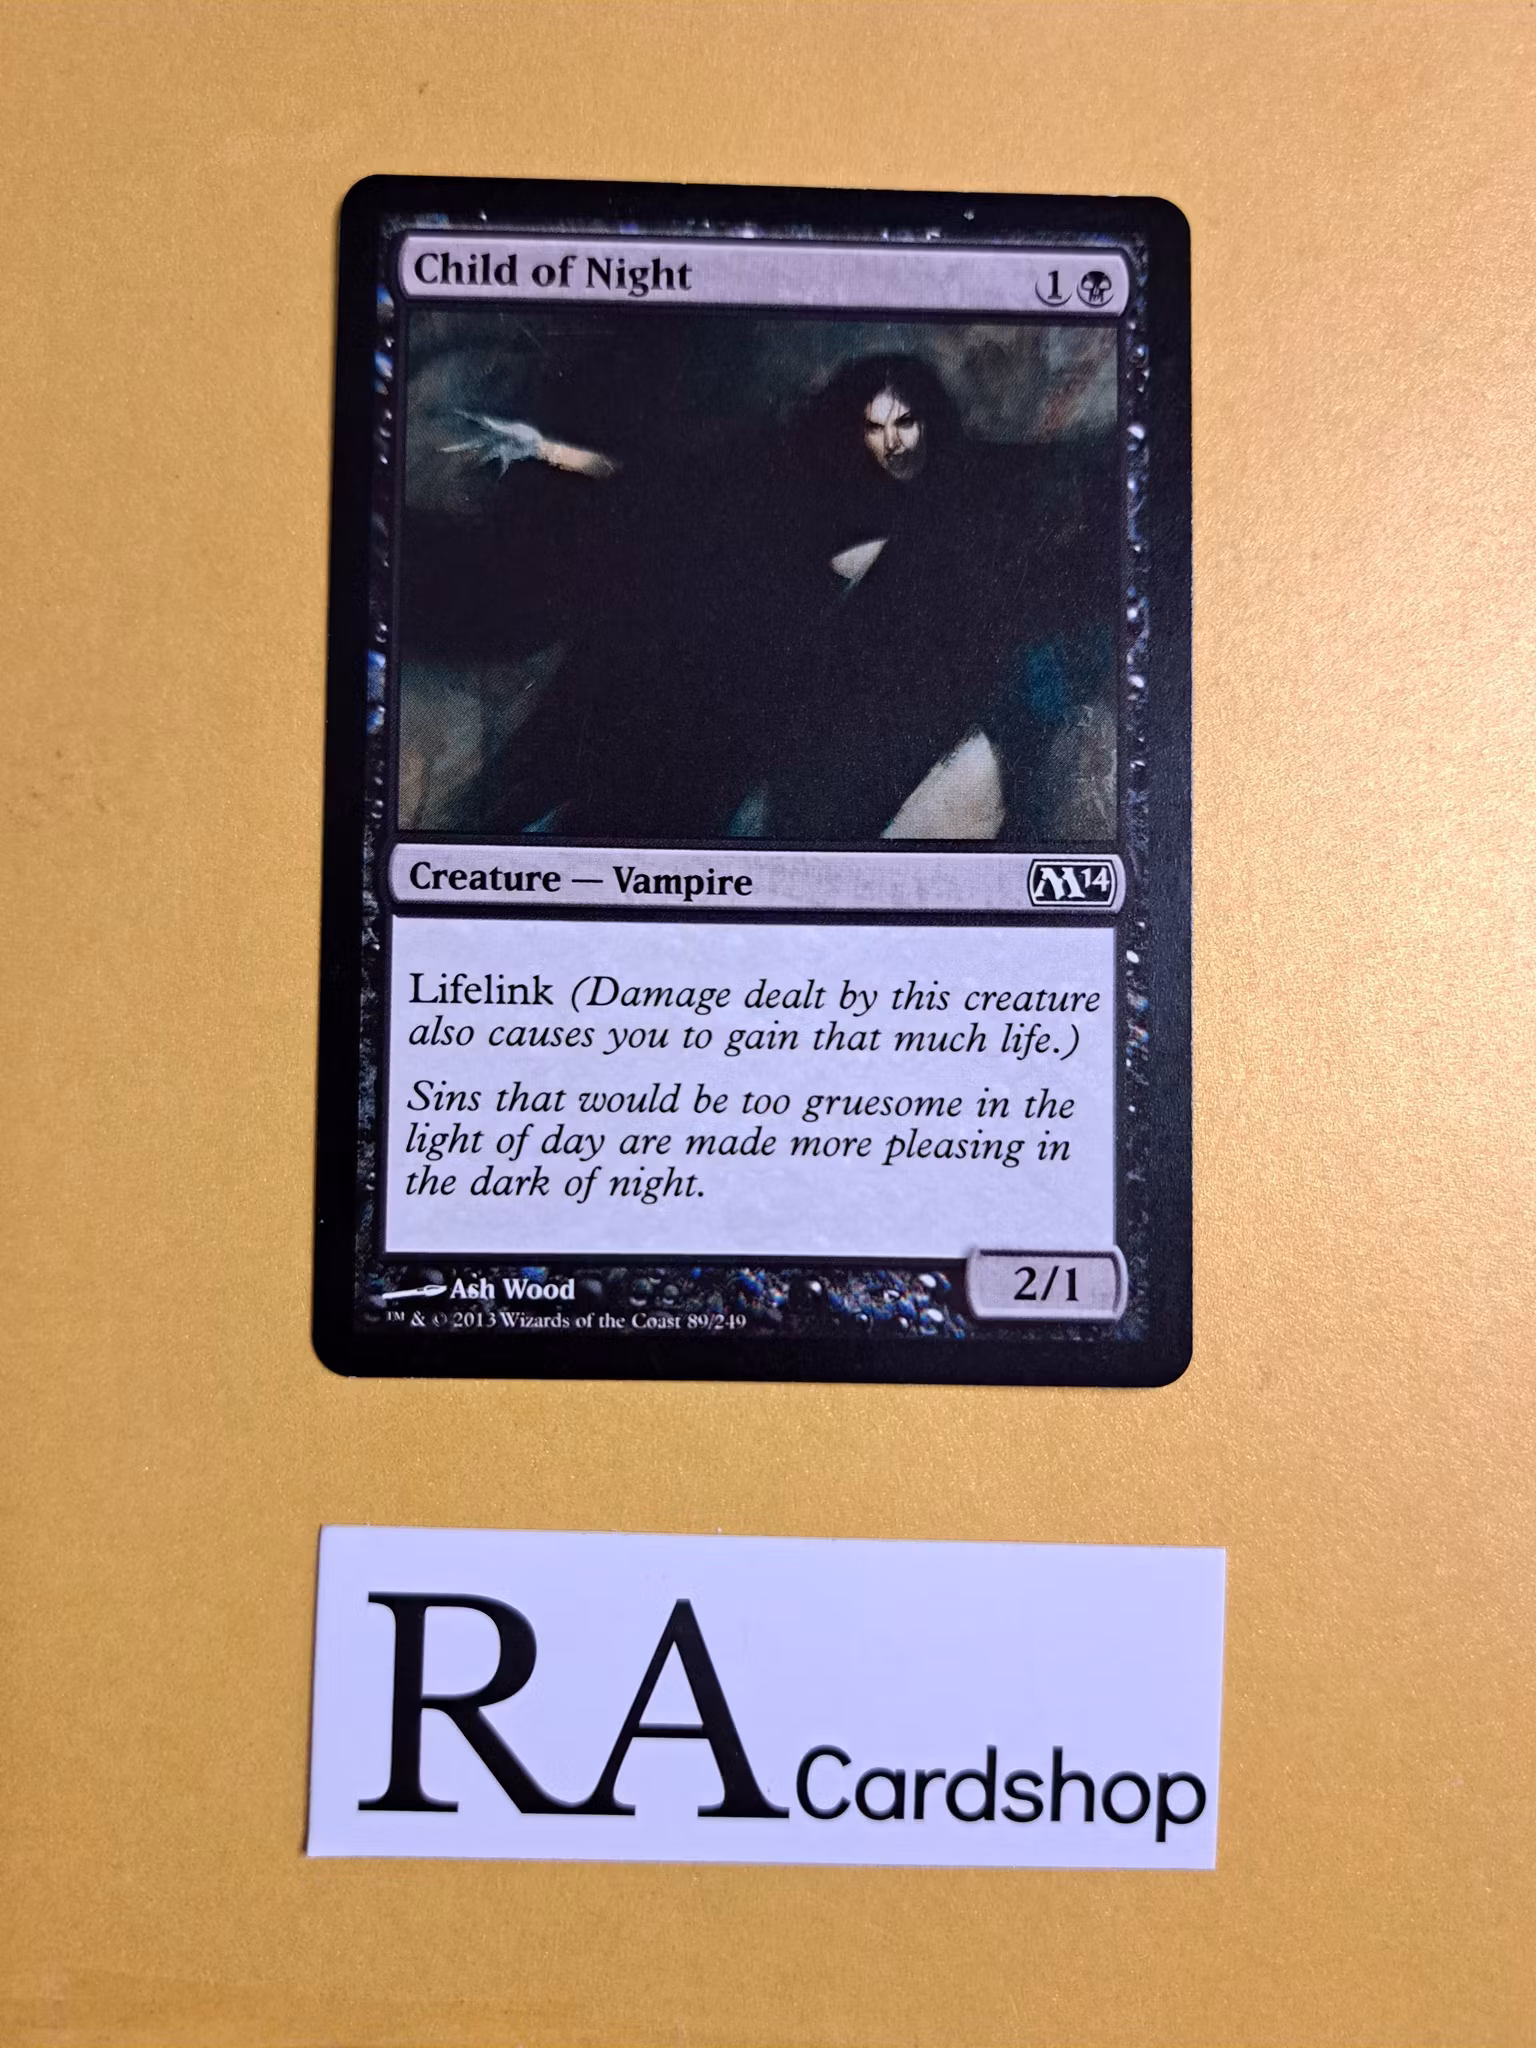 Child of Night
1
Creature — Vampire
M14
Lifelink (Damage dealt by this creature
also causes you to gain that much life.)
Sins that would be too gruesome in the
light of day are made more pleasing in
the dark of night.
2/1
Ash Wood
™ & © 2013 Wizards of the Coast 89/249
RA Cardshop